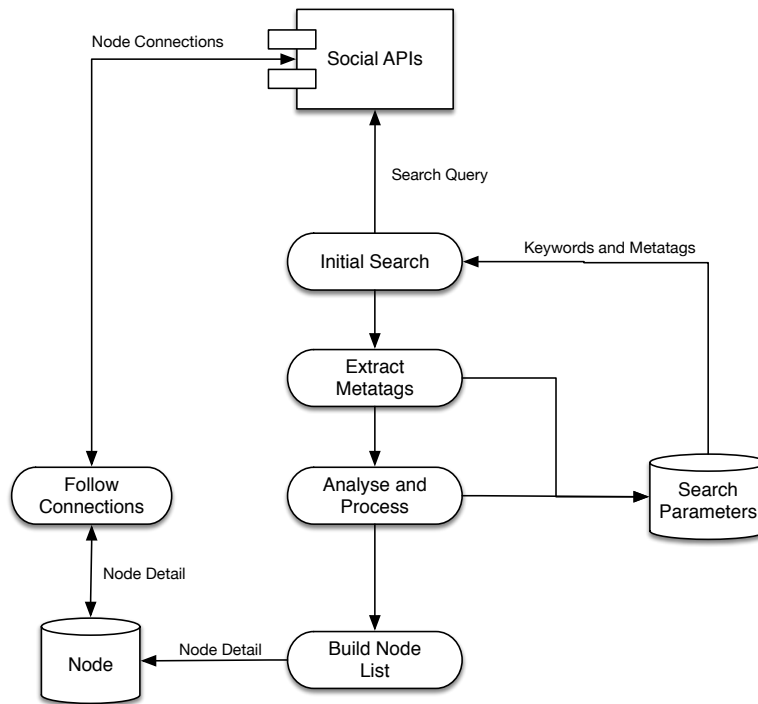 Node Connections
Social APIs
Search Query
Keywords and Metatags
Initial Search
Extract
Metatags
Follow
Connections
Analyse and
Process
Search
Parameters
Node Detail
Node
Node Detail
Build Node
List